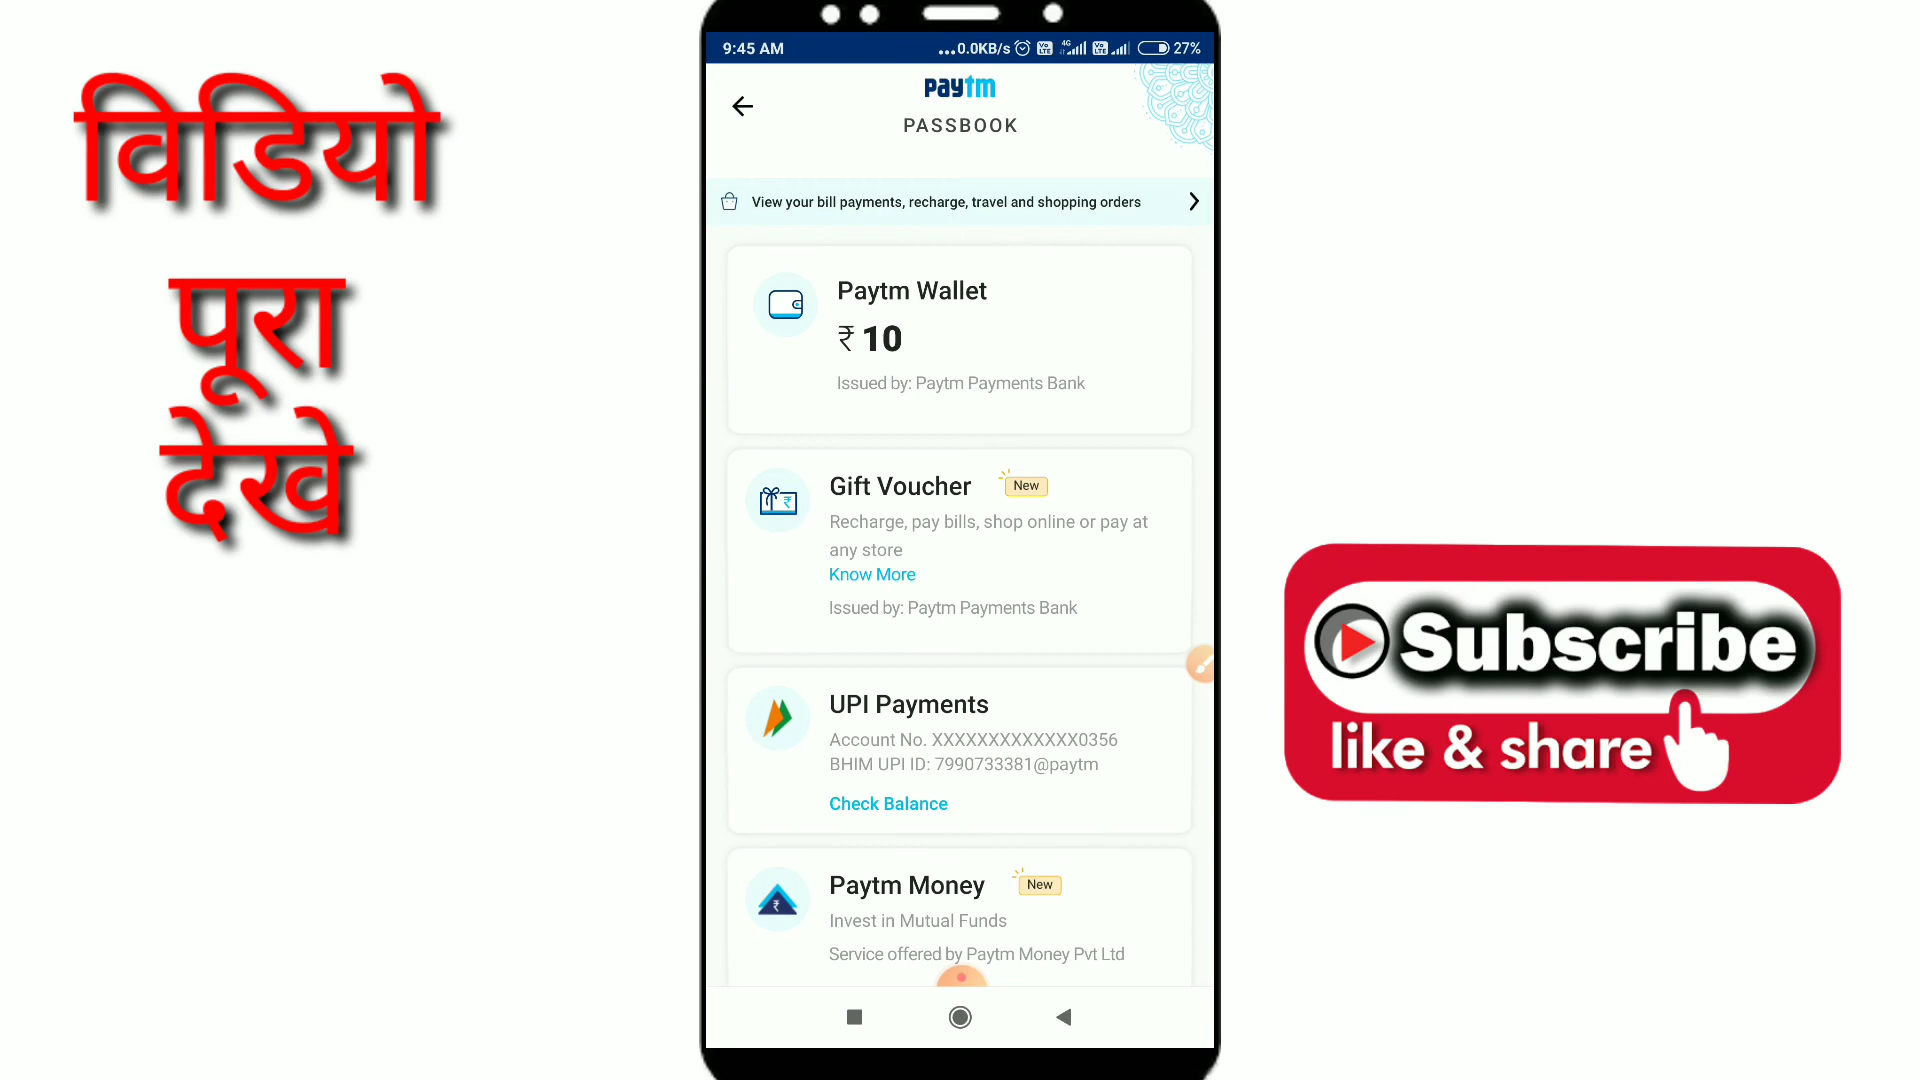 विडियो
पूरा
देखे
9:45 AM
...0.0KB/s
4G
27%
paytm
PASSBOOK
View your bill payments, recharge, travel and shopping orders
Paytm Wallet
₹ 10
Issued by: Paytm Payments Bank
Gift Voucher New
Recharge, pay bills, shop online or pay at
any store
Know More
Issued by: Paytm Payments Bank
UPI Payments
Account No. XXXXXXXXXXXXX0356
BHIM UPI ID: 7990733381@paytm
Check Balance
Paytm Money New
Invest in Mutual Funds
Service offered by Paytm Money Pvt Ltd
Subscribe
like & share